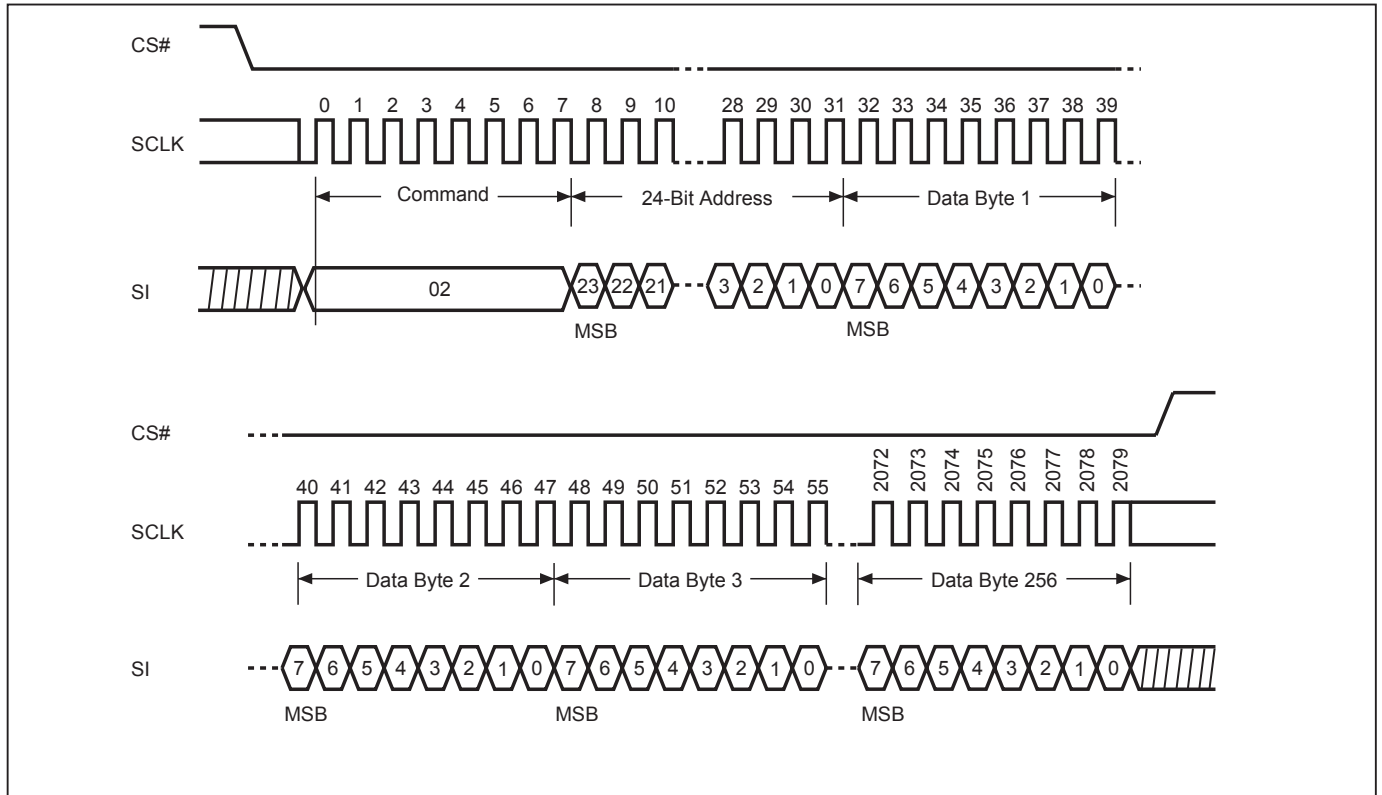 CS#
0 1 2 3 4 5 6 7 8 9 10 28 29 30 31 32 33 34 35 36 37 38 39
SCLK
Command 24-Bit Address Data Byte 1
SI 02 23 22 21 3 2 1 0 7 6 5 4 3 2 1 0
MSB MSB
CS#
2072 2073 2074 2075 2076 2077 2078 2079
40 41 42 43 44 45 46 47 48 49 50 51 52 53 54 55
SCLK
Data Byte 2 Data Byte 3 Data Byte 256
SI 7 6 5 4 3 2 1 0 7 6 5 4 3 2 1 0 7 6 5 4 3 2 1 0
MSB MSB MSB